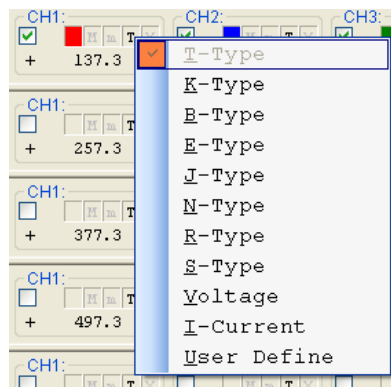 CH1: CH2: CH3:
M m T
+ 137.3
T-Type
K-Type
CH1:
B-Type
M m T
E-Type
+ 257.3
J-Type
CH1:
N-Type
M m T
R-Type
+ 377.3
S-Type
CH1:
Voltage
M m T
+ 497.3
I-Current
User Define
CH1: